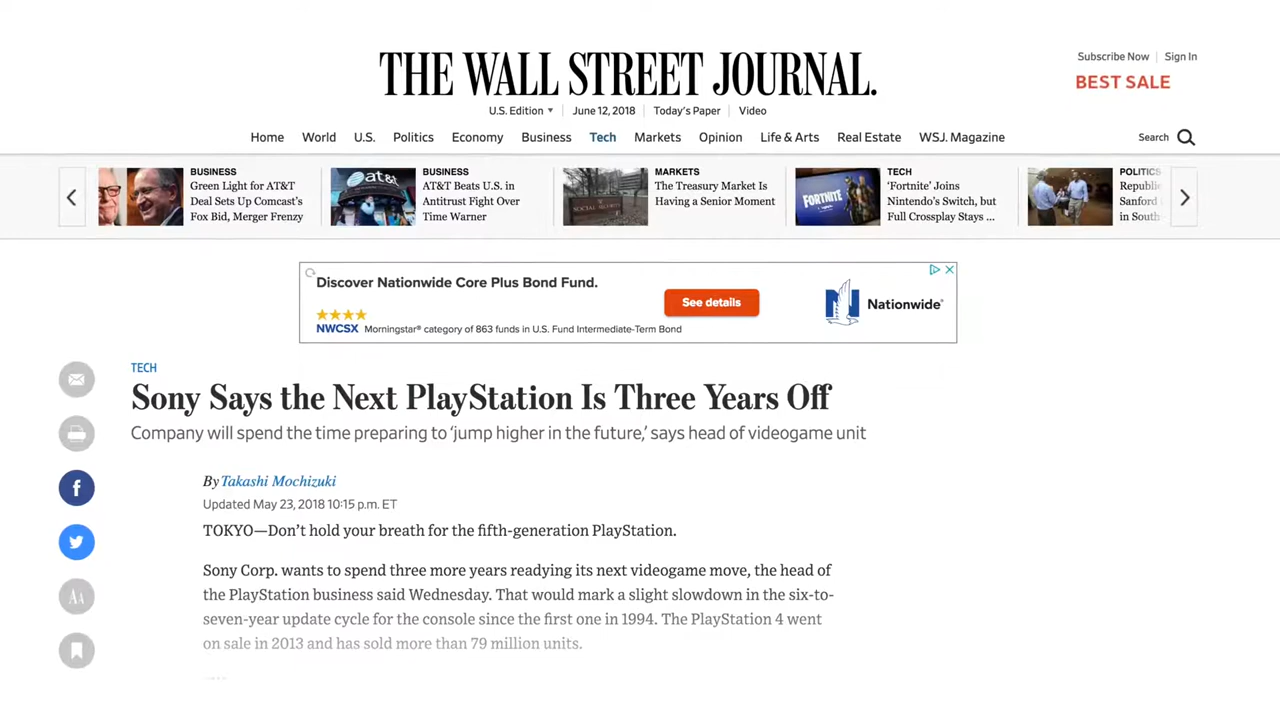 THE WALL STREET JOURNAL.
Subscribe Now | Sign In
BEST SALE
U.S. Edition ▾ | June 12, 2018 | Today's Paper | Video
Home World U.S. Politics Economy Business Tech Markets Opinion Life & Arts Real Estate WSJ. Magazine Search
BUSINESS
Green Light for AT&T
Deal Sets Up Comcast's
Fox Bid, Merger Frenzy
at&t
BUSINESS
AT&T Beats U.S. in
Antitrust Fight Over
Time Warner
SOCIAL SECURITY
MARKETS
The Treasury Market Is
Having a Senior Moment
FORTNITE
TECH
'Fortnite' Joins
Nintendo's Switch, but
Full Crossplay Stays ...
POLITICS
Republic
Sanford
in South
Discover Nationwide Core Plus Bond Fund.
NWCSX Morningstar® category of 863 funds in U.S. Fund Intermediate-Term Bond
See details
Nationwide®
TECH
Sony Says the Next PlayStation Is Three Years Off
Company will spend the time preparing to 'jump higher in the future,' says head of videogame unit
By Takashi Mochizuki
Updated May 23, 2018 10:15 p.m. ET
TOKYO—Don't hold your breath for the fifth-generation PlayStation.
Sony Corp. wants to spend three more years readying its next videogame move, the head of
the PlayStation business said Wednesday. That would mark a slight slowdown in the six-to-
seven-year update cycle for the console since the first one in 1994. The PlayStation 4 went
on sale in 2013 and has sold more than 79 million units.
f
AA